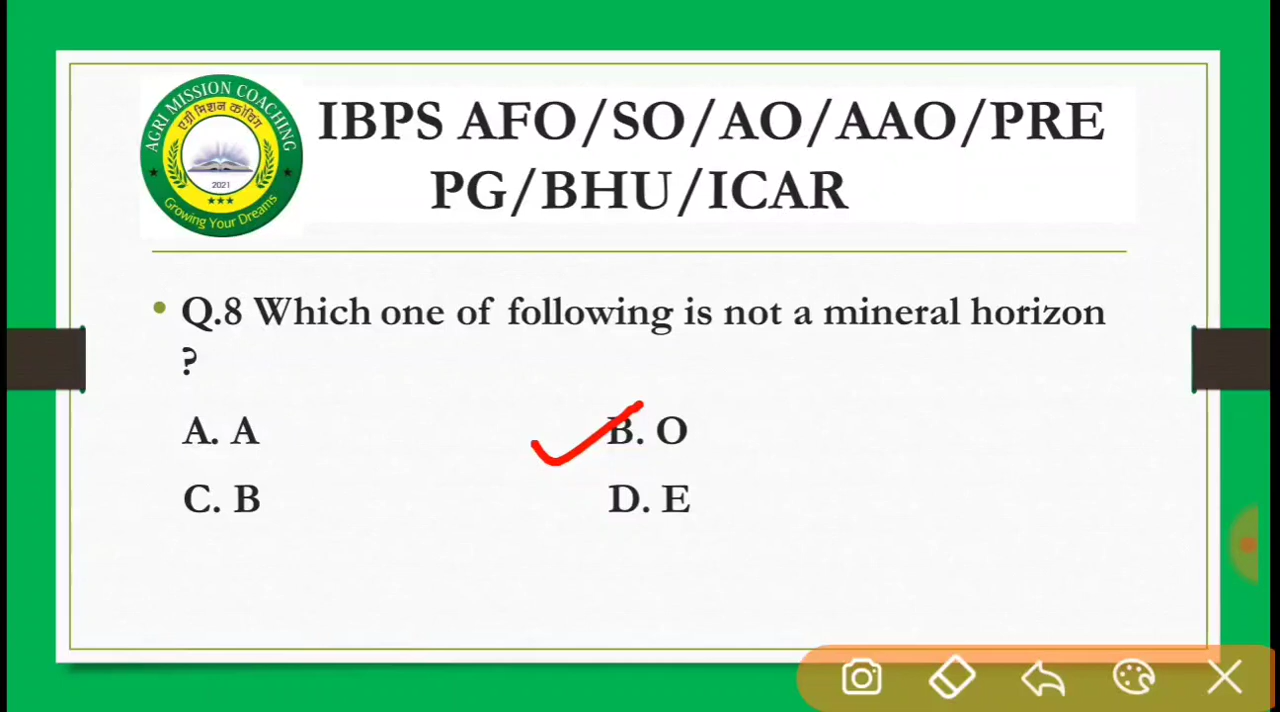 AGRI MISSION COACHING
एग्री मिशन कोचिंग
2021
Growing Your Dreams
IBPS AFO/SO/AO/AAO/PRE
PG/BHU/ICAR
• Q.8 Which one of following is not a mineral horizon
?
A. A B. O
C. B D. E